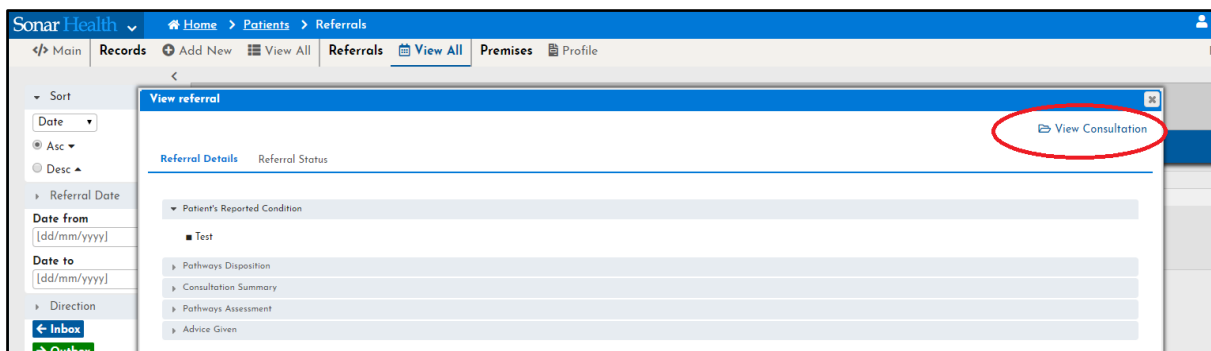 Sonar Health Home > Patients > Referrals
</> Main Records Add New View All Referrals View All Premises Profile
Sort
Date
Asc
Desc
Referral Date
Date from
[dd/mm/yyyy]
Date to
[dd/mm/yyyy]
Direction
Inbox
View referral
View Consultation
Referral Details Referral Status
Patient's Reported Condition
Test
Pathways Disposition
Consultation Summary
Pathways Assessment
Advice Given